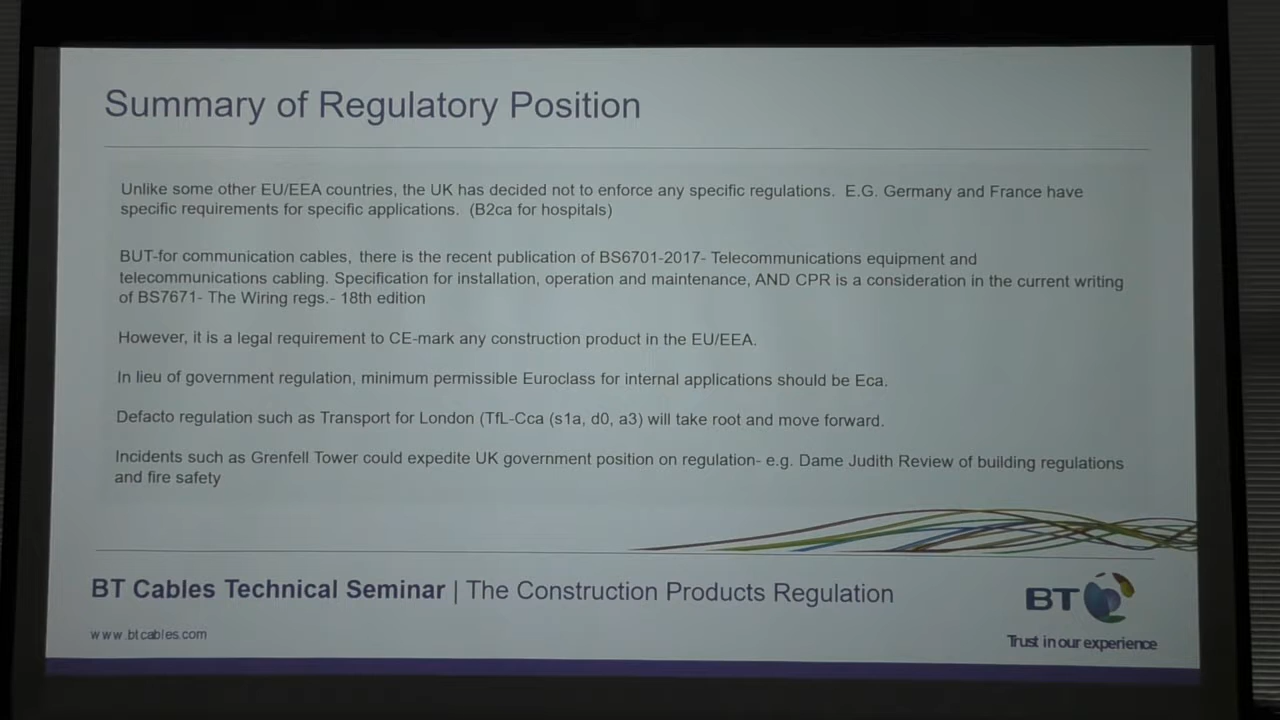 Summary of Regulatory Position
Unlike some other EU/EEA countries, the UK has decided not to enforce any specific regulations. E.G. Germany and France have
specific requirements for specific applications. (B2ca for hospitals)
BUT-for communication cables, there is the recent publication of BS6701-2017- Telecommunications equipment and
telecommunications cabling. Specification for installation, operation and maintenance, AND CPR is a consideration in the current writing
of BS7671- The Wiring regs.- 18th edition
However, it is a legal requirement to CE-mark any construction product in the EU/EEA.
In lieu of government regulation, minimum permissible Euroclass for internal applications should be Eca.
Defacto regulation such as Transport for London (TfL-Cca (s1a, d0, a3) will take root and move forward.
Incidents such as Grenfell Tower could expedite UK government position on regulation- e.g. Dame Judith Review of building regulations
and fire safety
BT Cables Technical Seminar | The Construction Products Regulation
BT
www.btcables.com
Trust in our experience